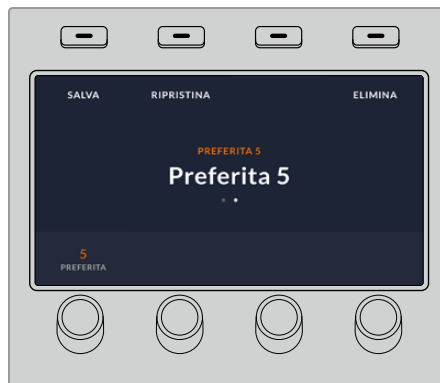 SALVA RIPRISTINA ELIMINA
PREFERITA 5
Preferita 5
5
PREFERITA